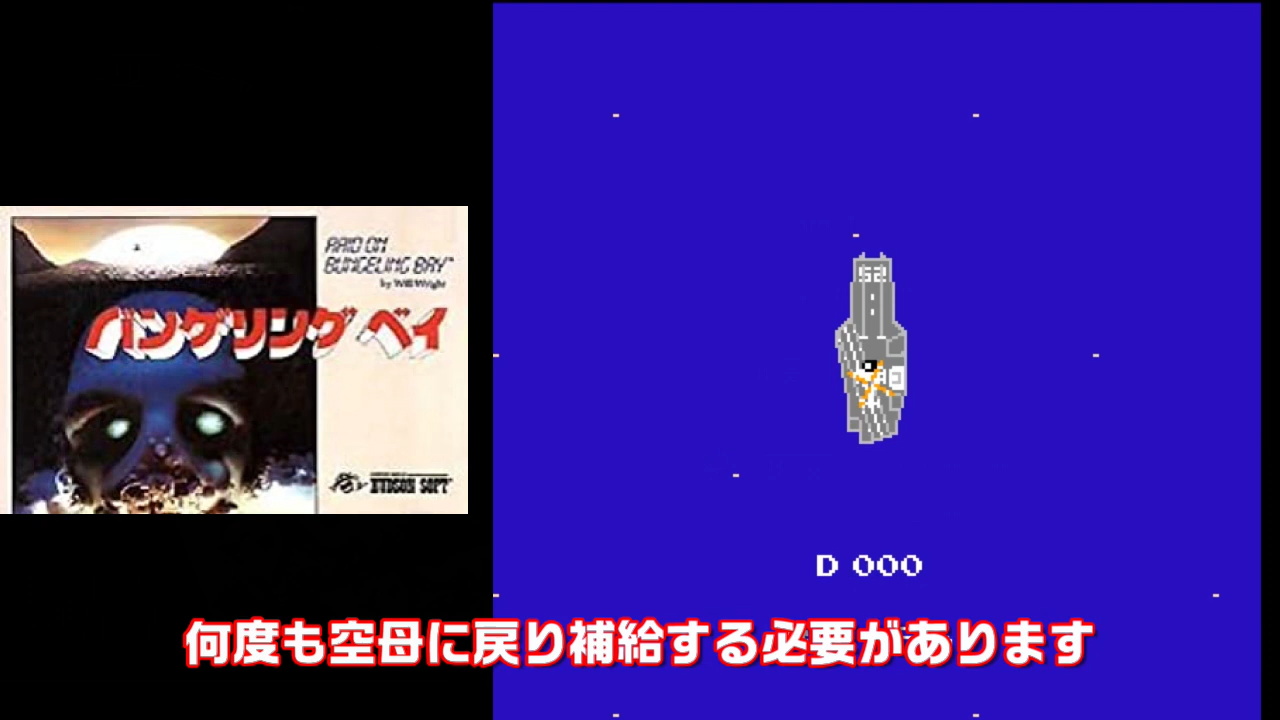 RAID ON
BUNGELING BAY™
by Will Wright
バンゲリング ベイ
HUDSON SOFT
D 000
何度も空母に戻り補給する必要があります